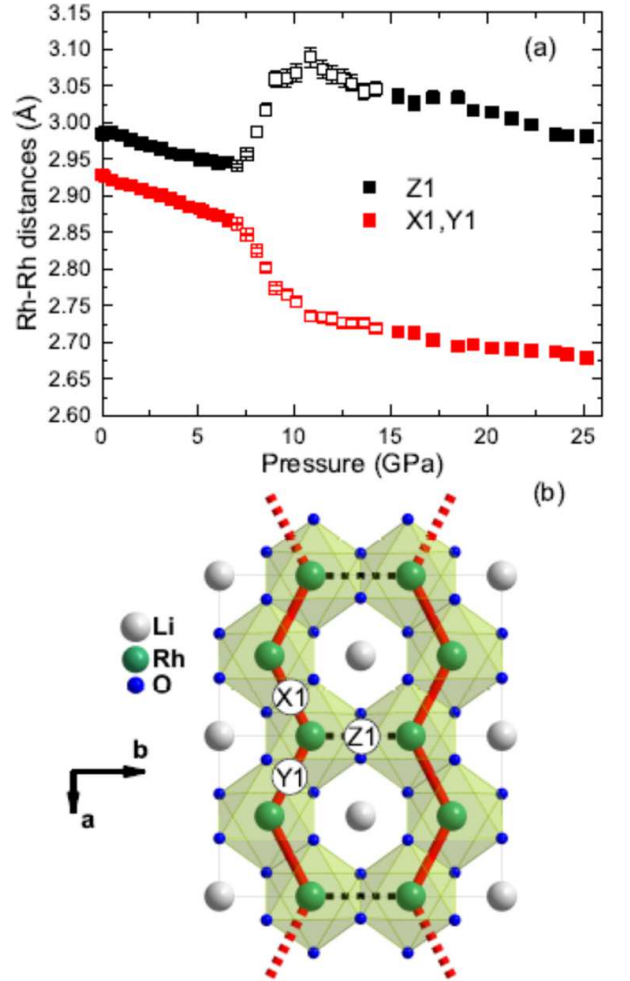 (a)
3.15
3.10
3.05
3.00
2.95
2.90
2.85
2.80
2.75
2.70
2.65
2.60
Rh-Rh distances (Å)
Z1
X1,Y1
0 5 10 15 20 25
Pressure (GPa)
(b)
Li
Rh
O
X1
Z1
Y1
b
a